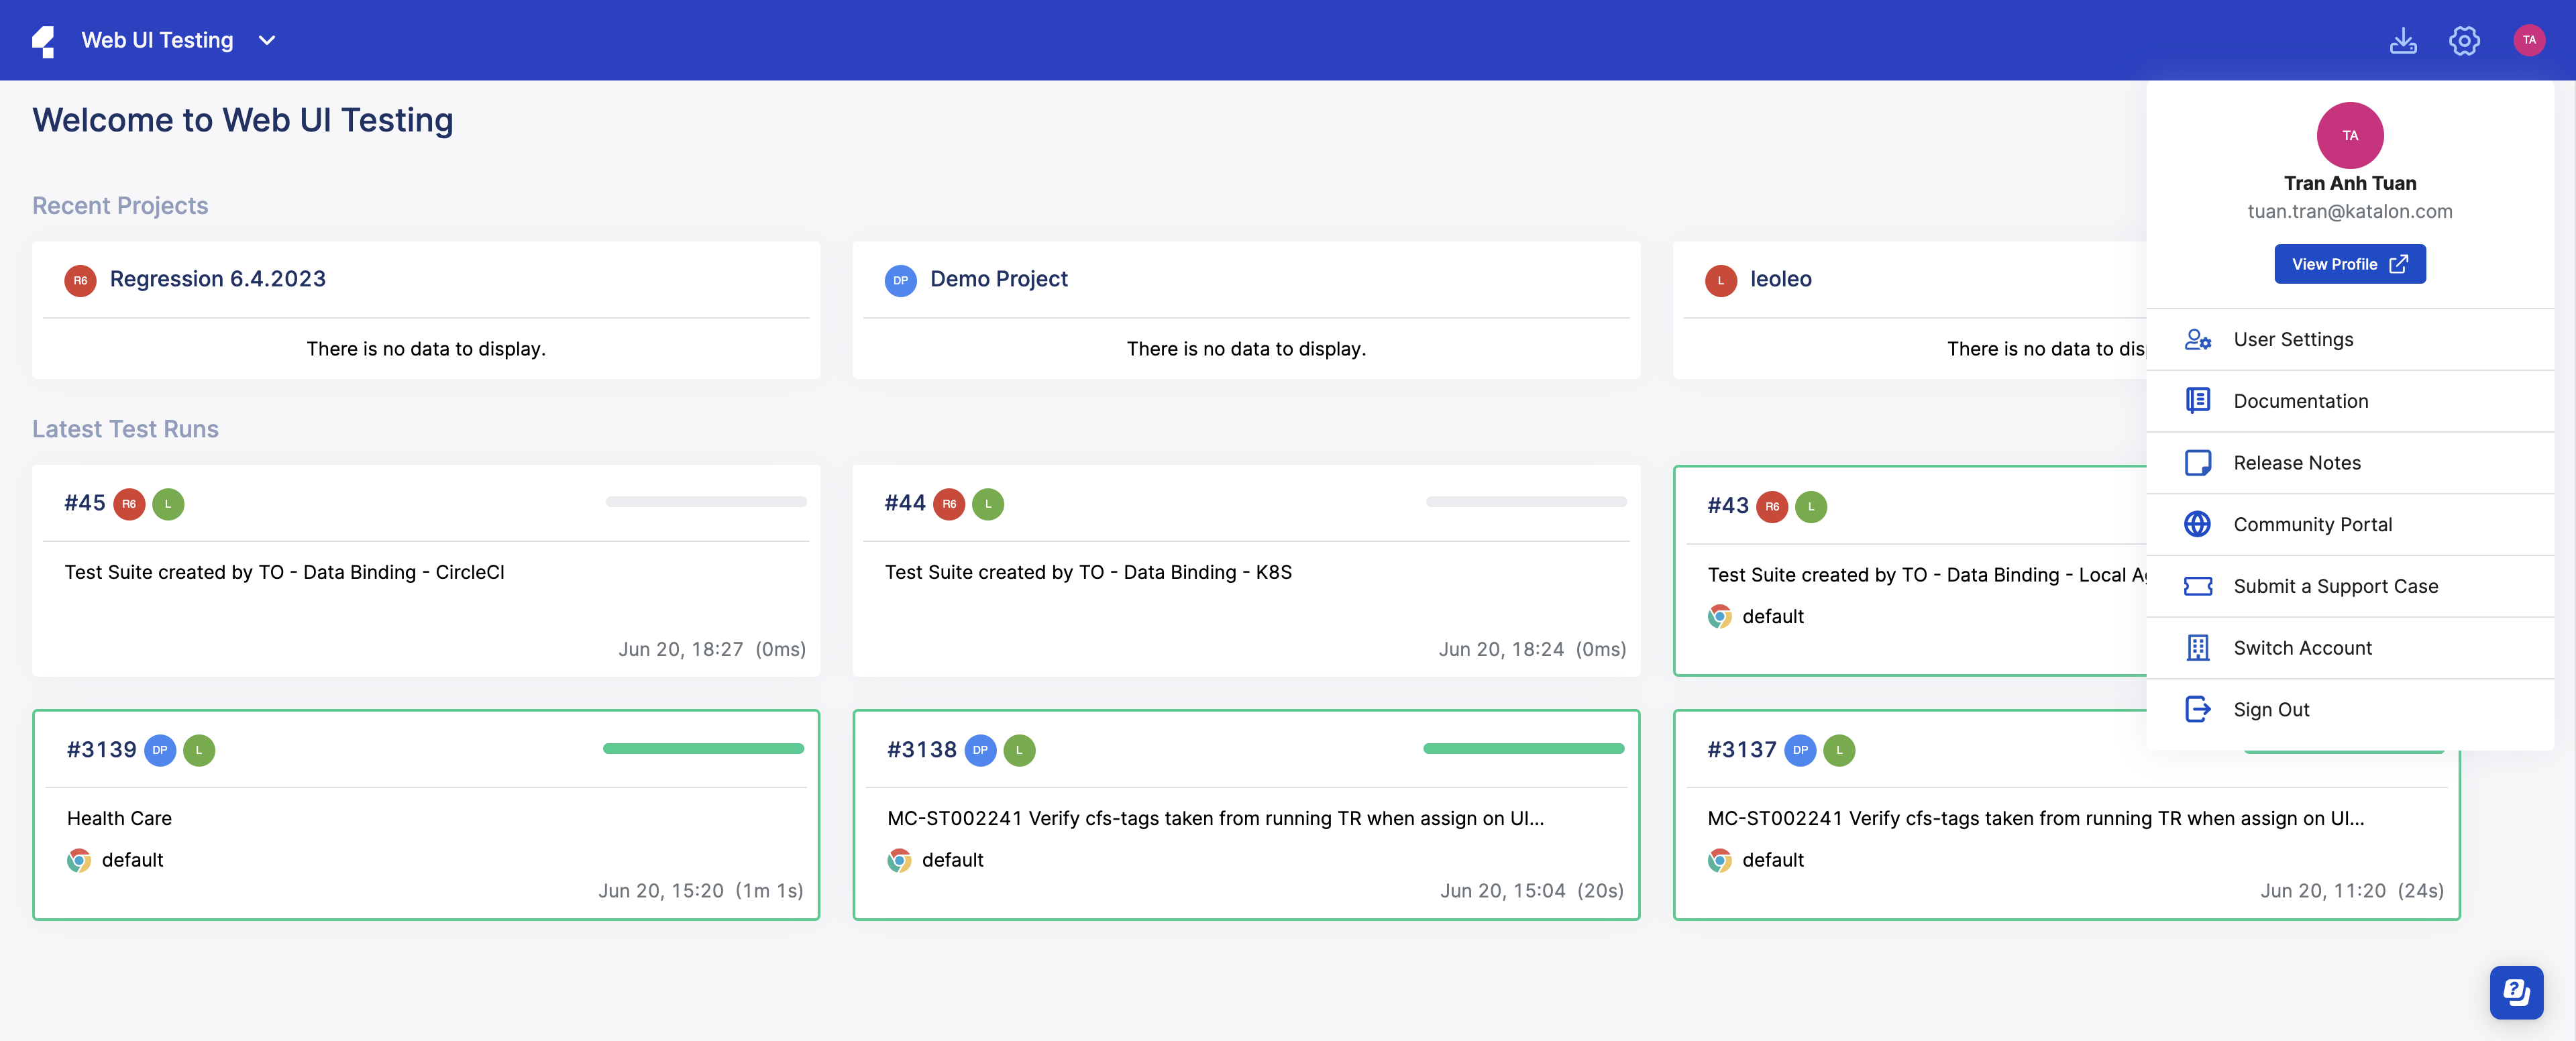 Web UI Testing
TA
Welcome to Web UI Testing
Recent Projects
R6 Regression 6.4.2023
There is no data to display.
DP Demo Project
There is no data to display.
L leoleo
There is no data to dis
Latest Test Runs
#45 R6 L
Test Suite created by TO - Data Binding - CircleCI
Jun 20, 18:27 (0ms)
#44 R6 L
Test Suite created by TO - Data Binding - K8S
Jun 20, 18:24 (0ms)
#43 R6 L
Test Suite created by TO - Data Binding - Local Ag
default
#3139 DP L
Health Care
default
Jun 20, 15:20 (1m 1s)
#3138 DP L
MC-ST002241 Verify cfs-tags taken from running TR when assign on UI...
default
Jun 20, 15:04 (20s)
#3137 DP L
MC-ST002241 Verify cfs-tags taken from running TR when assign on UI...
default
Jun 20, 11:20 (24s)
TA
Tran Anh Tuan
tuan.tran@katalon.com
View Profile
User Settings
Documentation
Release Notes
Community Portal
Submit a Support Case
Switch Account
Sign Out
?